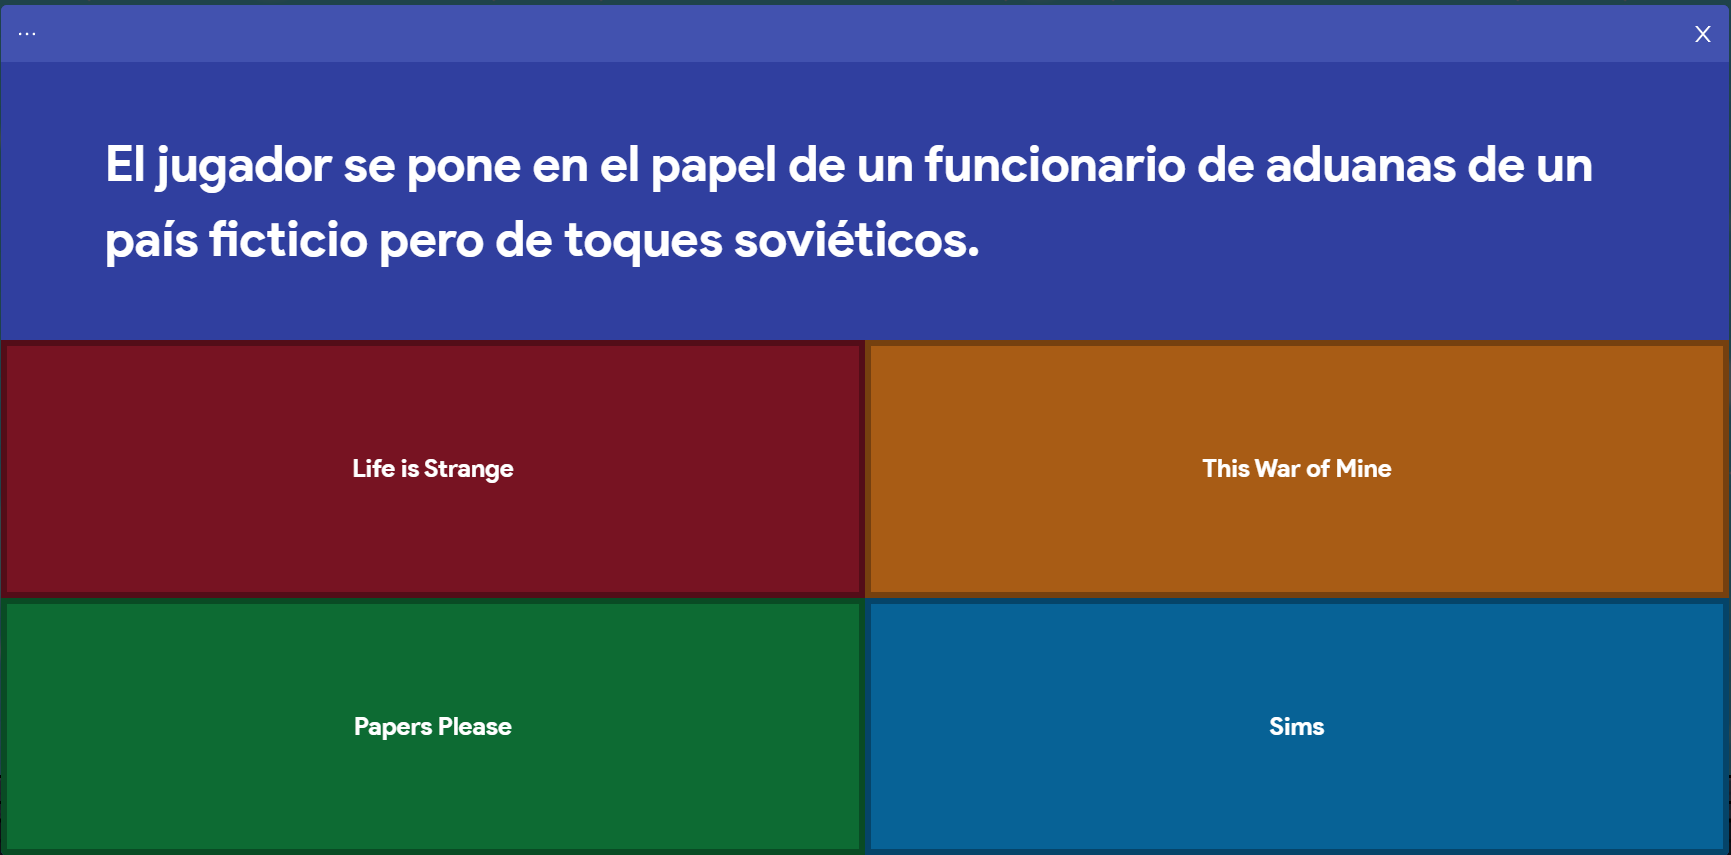 ...
X
El jugador se pone en el papel de un funcionario de aduanas de un
país ficticio pero de toques soviéticos.
Life is Strange
This War of Mine
Papers Please
Sims